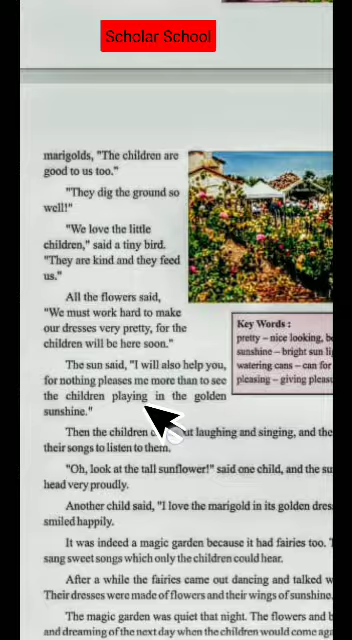 Scholar School
marigolds, "The children are
good to us too."
"They dig the ground so
well!"
"We love the little
children," said a tiny bird.
"They are kind and they feed
us."
All the flowers said,
"We must work hard to make
our dresses very pretty, for the
children will be here soon."
The sun said, "I will also help you,
for nothing pleases me more than to see
the children playing in the golden
sunshine."
Key Words :
pretty – nice looking,
sunshine – bright sun
watering cans – can for
pleasing – giving
Then the children out laughing and singing, and the
their songs to listen to them.
"Oh, look at the tall sunflower!" said one child, and the
head very proudly.
Another child said, "I love the marigold in its golden
smiled happily.
It was indeed a magic garden because it had fairies too.
sang sweet songs which only the children could hear.
After a while the fairies came out dancing and talked
Their dresses were made of flowers and their wings of sunshine.
The magic garden was quiet that night. The flowers and
and dreaming of the next day when the children would come